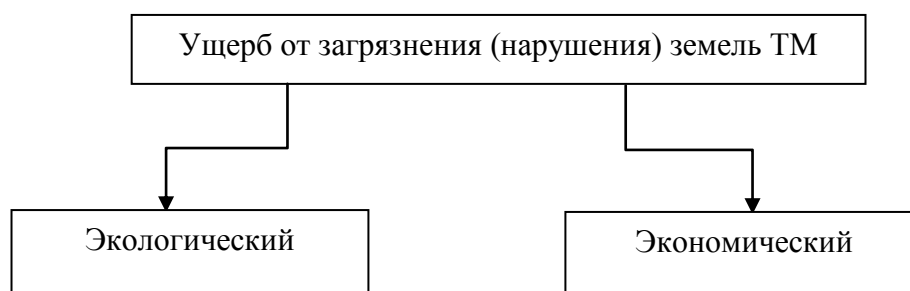 Ущерб от загрязнения (нарушения) земель ТМ
Экологический
Экономический